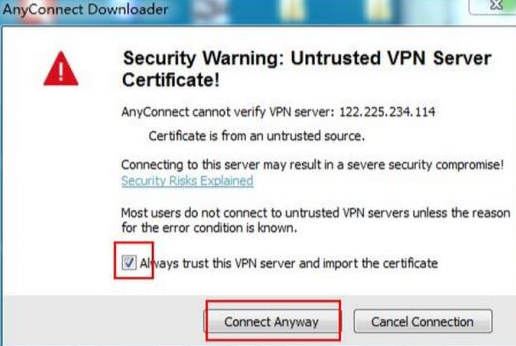 AnyConnect Downloader
Security Warning: Untrusted VPN Server
Certificate!
AnyConnect cannot verify VPN server: 122.225.234.114
Certificate is from an untrusted source.
Connecting to this server may result in a severe security compromise!
Security Risks Explained
Most users do not connect to untrusted VPN servers unless the reason
for the error condition is known.
Always trust this VPN server and import the certificate
Connect Anyway
Cancel Connection